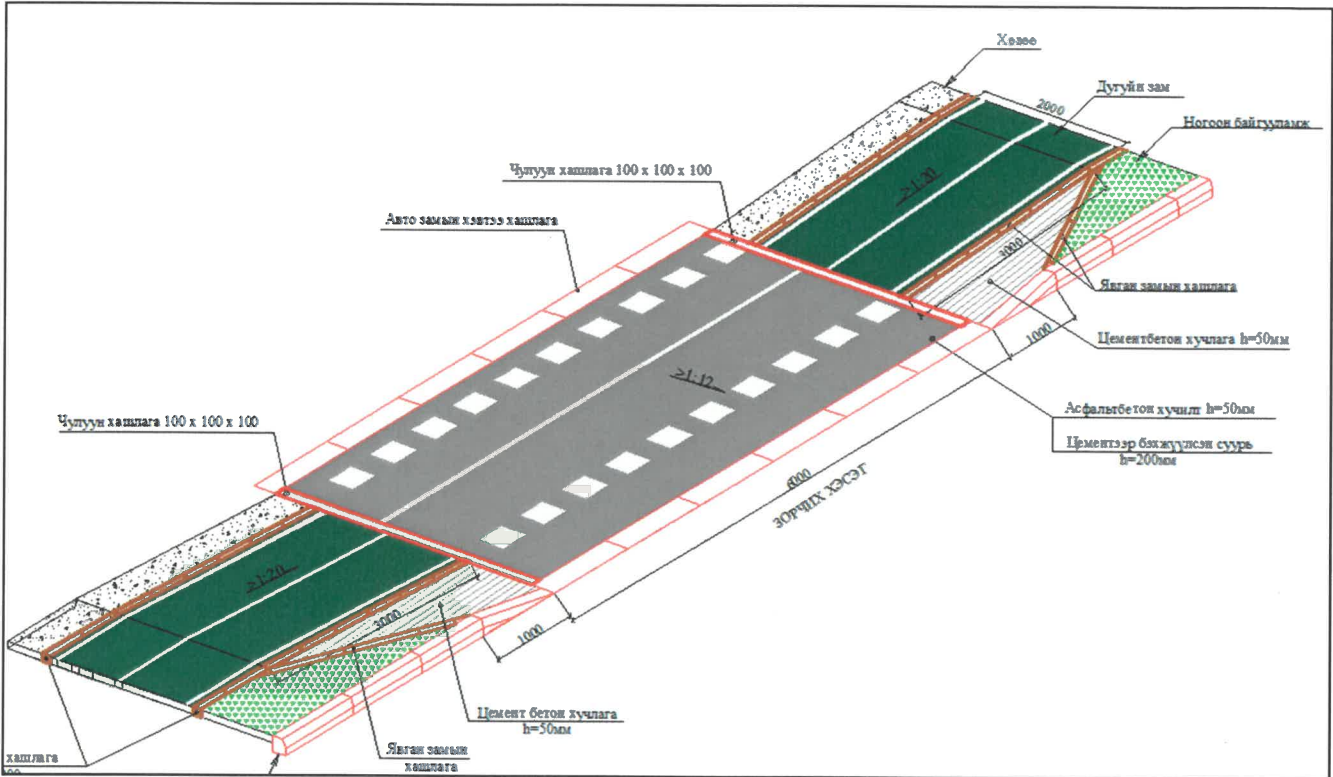 Хөвөө
Дугуйн зам
2000
Ногоон байгууламж
Чулуун хашлага 100 x 100 x 100
≥1:20
Авто замын хэвтээ хашлага
3000
Явган замын хашлага
1000
Цементбетон хучлага h=50мм
≥1:12
Асфальтбетон хучилт h=50мм
Чулуун хашлага 100 x 100 x 100
Цементээр бэхжүүлсэн суурь
h=200мм
6000
ЗОРЧИХ ХЭСЭГ
≥1:20
3000
1000
Цемент бетон хучлага
h=50мм
Явган замын
хашлага
хашлага